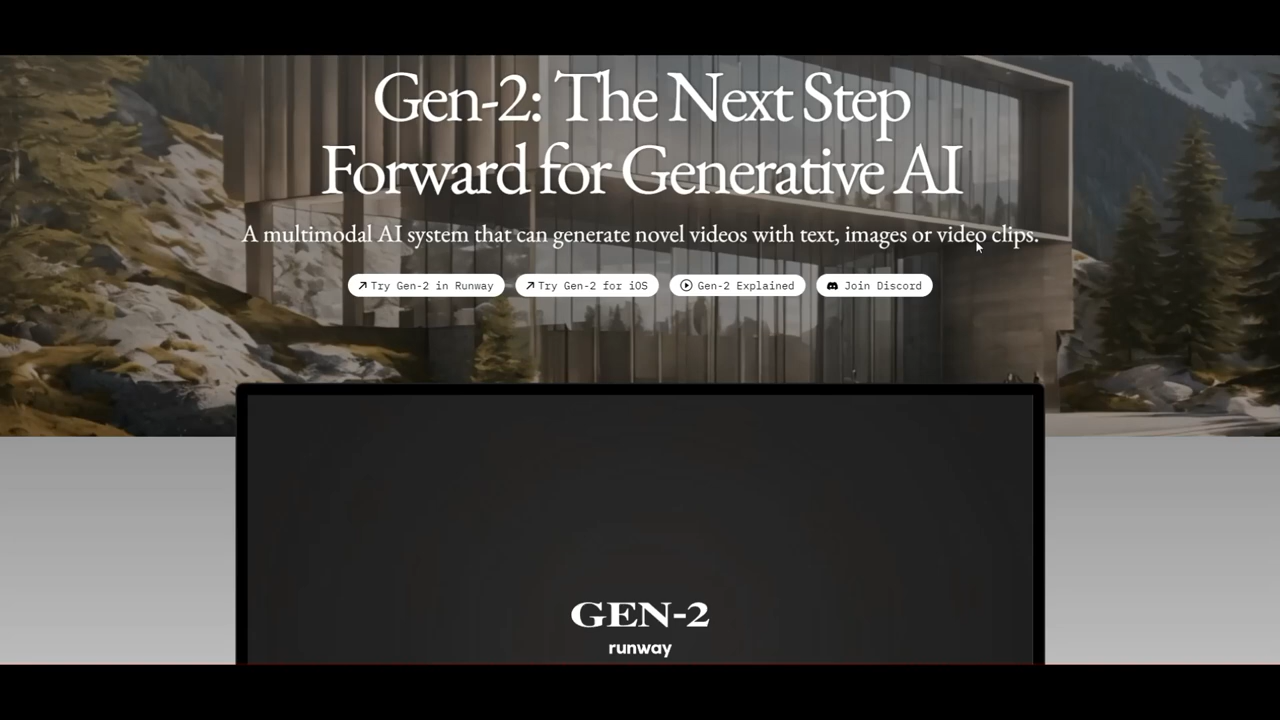 Gen-2: The Next Step
Forward for Generative AI
A multimodal AI system that can generate novel videos with text, images or video clips.
Try Gen-2 in Runway
Try Gen-2 for iOS
Gen-2 Explained
Join Discord
GEN-2
runway